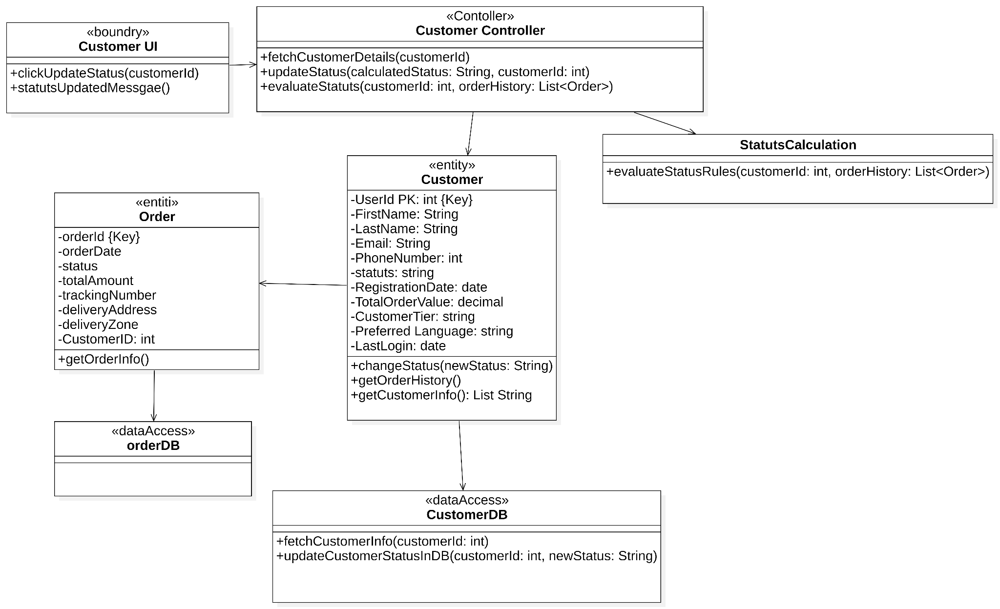 «boundry»
Customer UI
+clickUpdateStatus(customerId)
+statutsUpdatedMessgae()
«Contoller»
Customer Controller
+fetchCustomerDetails(customerId)
+updateStatus(calculatedStatus: String, customerId: int)
+evaluateStatuts(customerId: int, orderHistory: List<Order>)
StatutsCalculation
+evaluateStatusRules(customerId: int, orderHistory: List<Order>)
«entity»
Customer
-UserId PK: int {Key}
-FirstName: String
-LastName: String
-Email: String
-PhoneNumber: int
-statuts: string
-RegistrationDate: date
-TotalOrderValue: decimal
-CustomerTier: string
-Preferred Language: string
-LastLogin: date
+changeStatus(newStatus: String)
+getOrderHistory()
+getCustomerInfo(): List String
«entiti»
Order
-orderId {Key}
-orderDate
-status
-totalAmount
-trackingNumber
-deliveryAddress
-deliveryZone
-CustomerID: int
+getOrderInfo()
«dataAccess»
orderDB
«dataAccess»
CustomerDB
+fetchCustomerInfo(customerId: int)
+updateCustomerStatusInDB(customerId: int, newStatus: String)